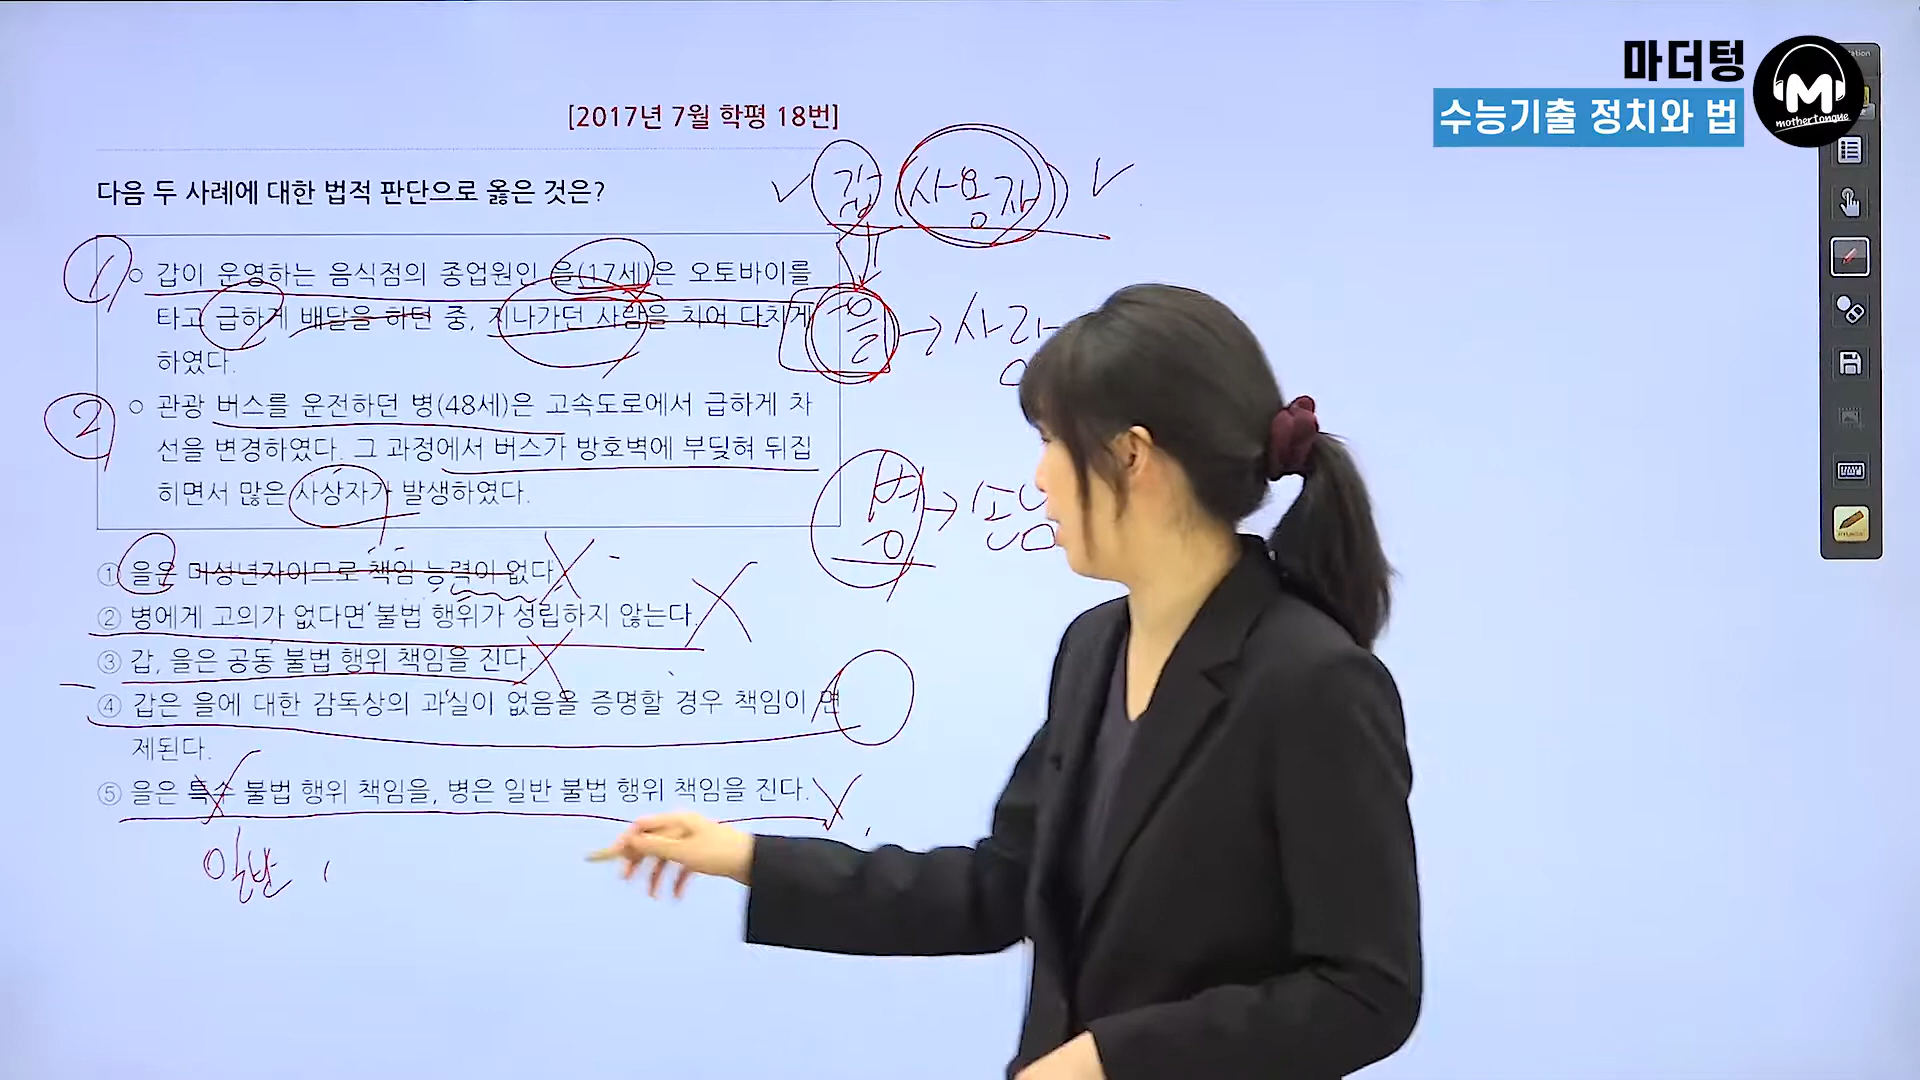 마더텅
수능기출 정치와 법
M
mothertongue
[2017년 7월 학평 18번]
다음 두 사례에 대한 법적 판단으로 옳은 것은?
갑 (사용자)
1
○ 갑이 운영하는 음식점의 종업원인 을(17세)은 오토바이를
타고 급하게 배달을 하던 중, 지나가던 사람을 치어 다치게
하였다.
을 → 사람
2
○ 관광 버스를 운전하던 병(48세)은 고속도로에서 급하게 차
선을 변경하였다. 그 과정에서 버스가 방호벽에 부딪혀 뒤집
히면서 많은 사상자가 발생하였다.
병 →
① 을은 미성년자이므로 책임 능력이 없다
② 병에게 고의가 없다면 불법 행위가 성립하지 않는다.
③ 갑, 을은 공동 불법 행위 책임을 진다.
④ 갑은 을에 대한 감독상의 과실이 없음을 증명할 경우 책임이 면
제된다.
⑤ 을은 특수 불법 행위 책임을, 병은 일반 불법 행위 책임을 진다.
일반